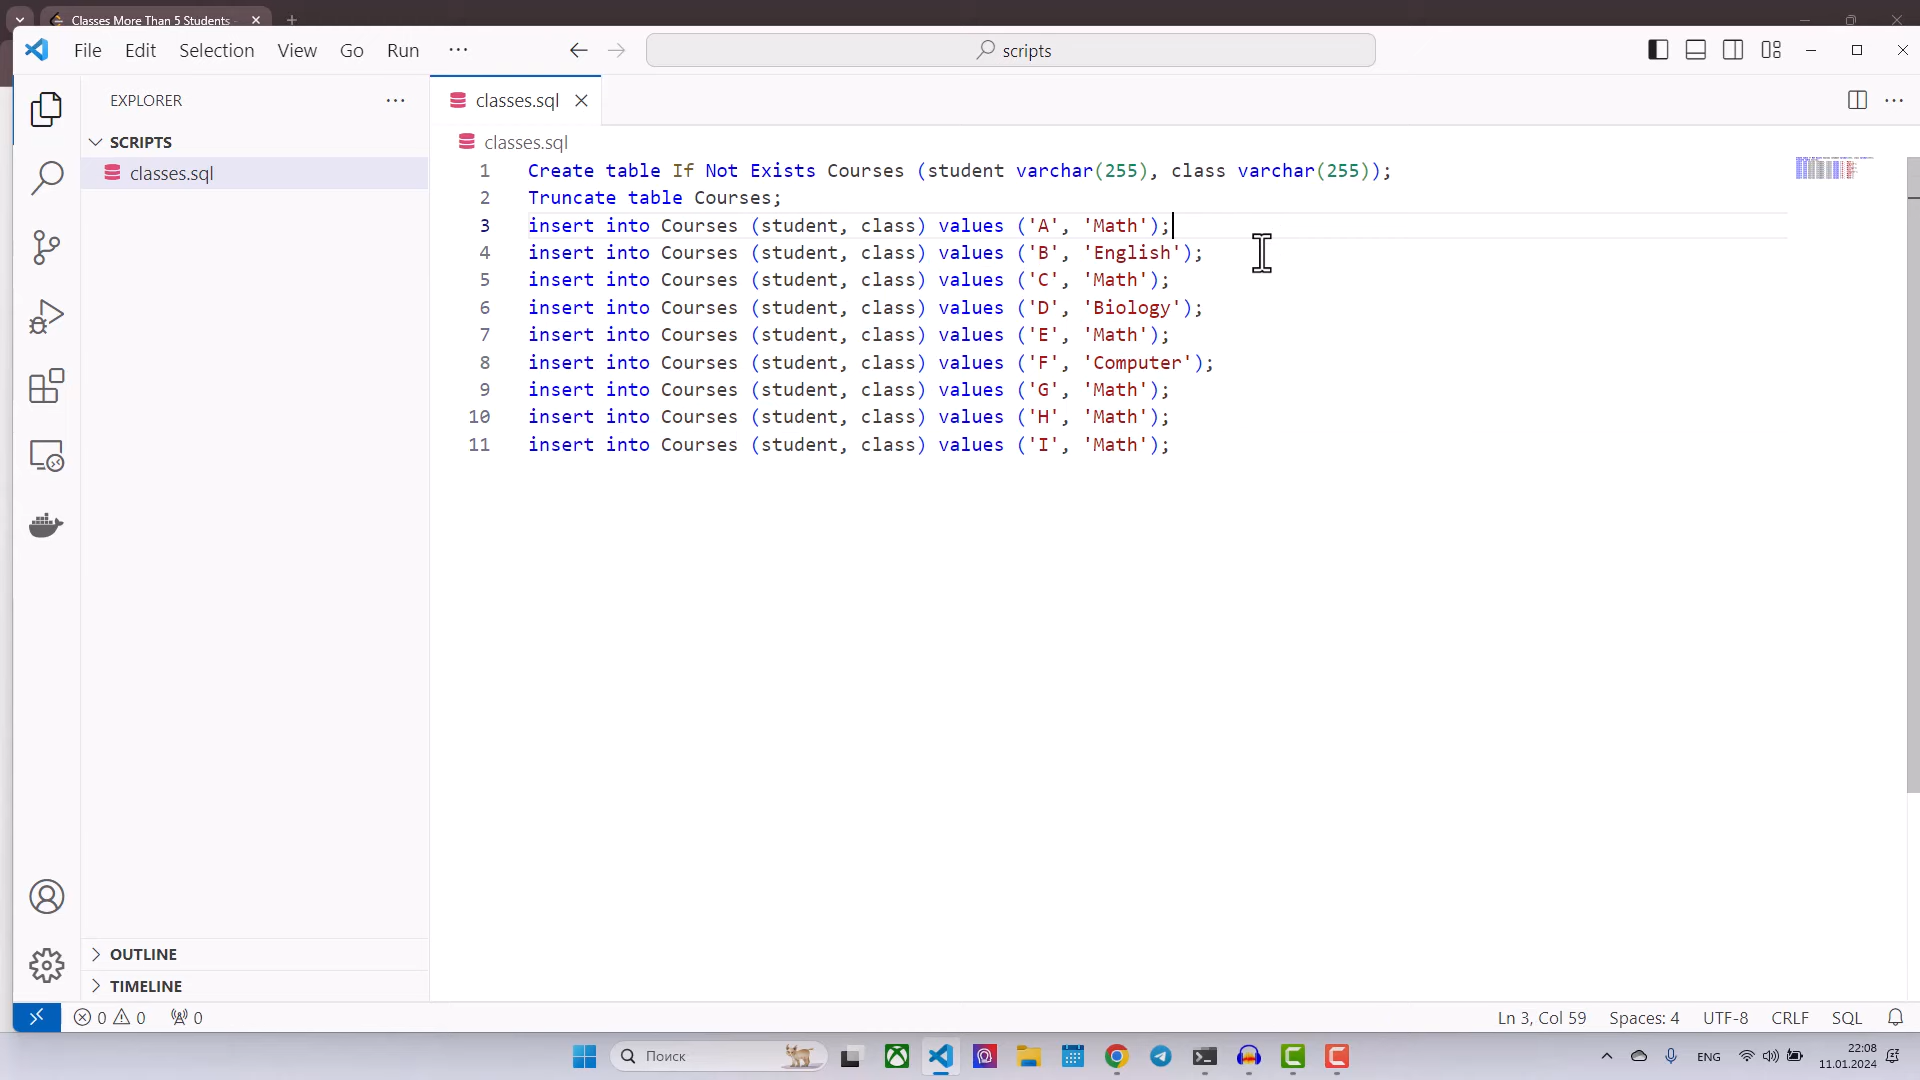 Classes More Than 5 Students
File Edit Selection View Go Run ··· scripts
EXPLORER ···
SCRIPTS
classes.sql
OUTLINE
TIMELINE
classes.sql
classes.sql
1 Create table If Not Exists Courses (student varchar(255), class varchar(255));
2 Truncate table Courses;
3 insert into Courses (student, class) values ('A', 'Math');
4 insert into Courses (student, class) values ('B', 'English');
5 insert into Courses (student, class) values ('C', 'Math');
6 insert into Courses (student, class) values ('D', 'Biology');
7 insert into Courses (student, class) values ('E', 'Math');
8 insert into Courses (student, class) values ('F', 'Computer');
9 insert into Courses (student, class) values ('G', 'Math');
10 insert into Courses (student, class) values ('H', 'Math');
11 insert into Courses (student, class) values ('I', 'Math');
0 0 0 Ln 3, Col 59 Spaces: 4 UTF-8 CRLF SQL
Поиск ENG 22:08
11.01.2024